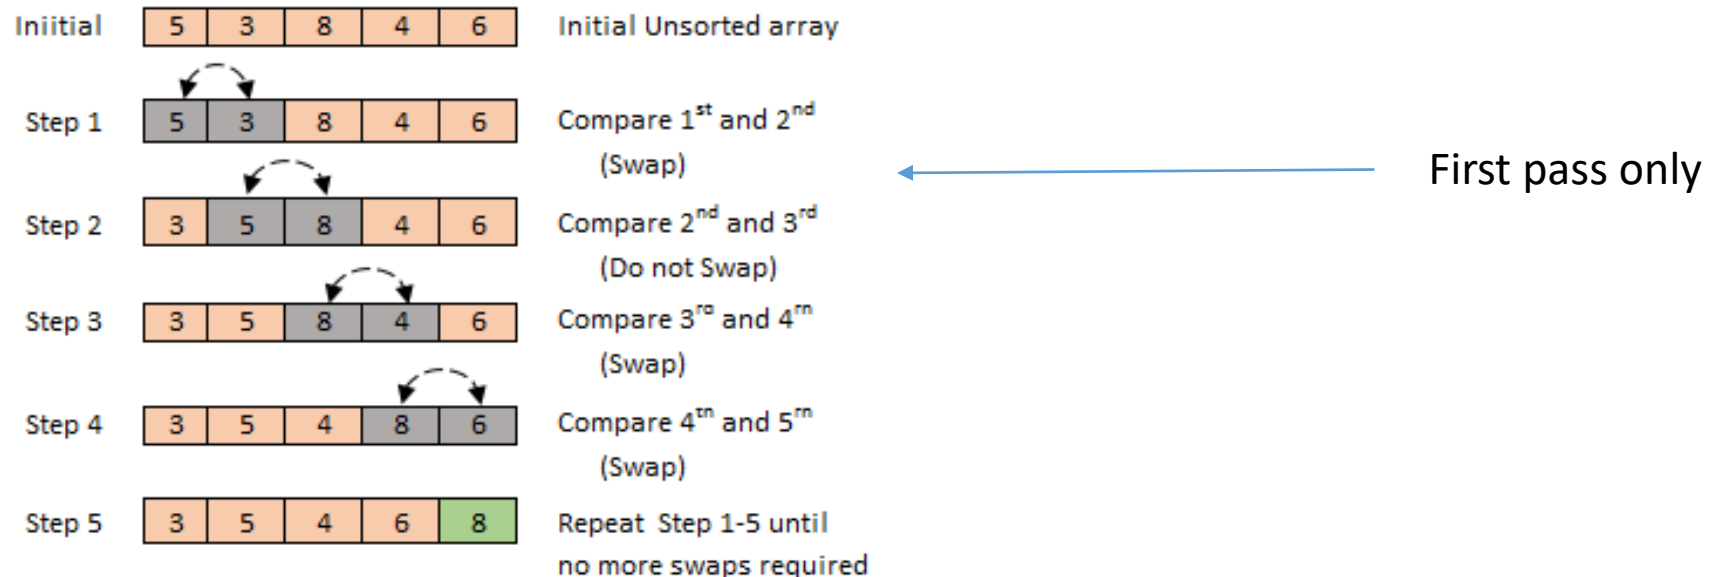 Iniitial 5 3 8 4 6 Initial Unsorted array
Step 1 5 3 8 4 6 Compare 1st and 2nd
(Swap)
First pass only
Step 2 3 5 8 4 6 Compare 2nd and 3rd
(Do not Swap)
Step 3 3 5 8 4 6 Compare 3rd and 4th
(Swap)
Step 4 3 5 4 8 6 Compare 4th and 5th
(Swap)
Step 5 3 5 4 6 8 Repeat Step 1-5 until
no more swaps required